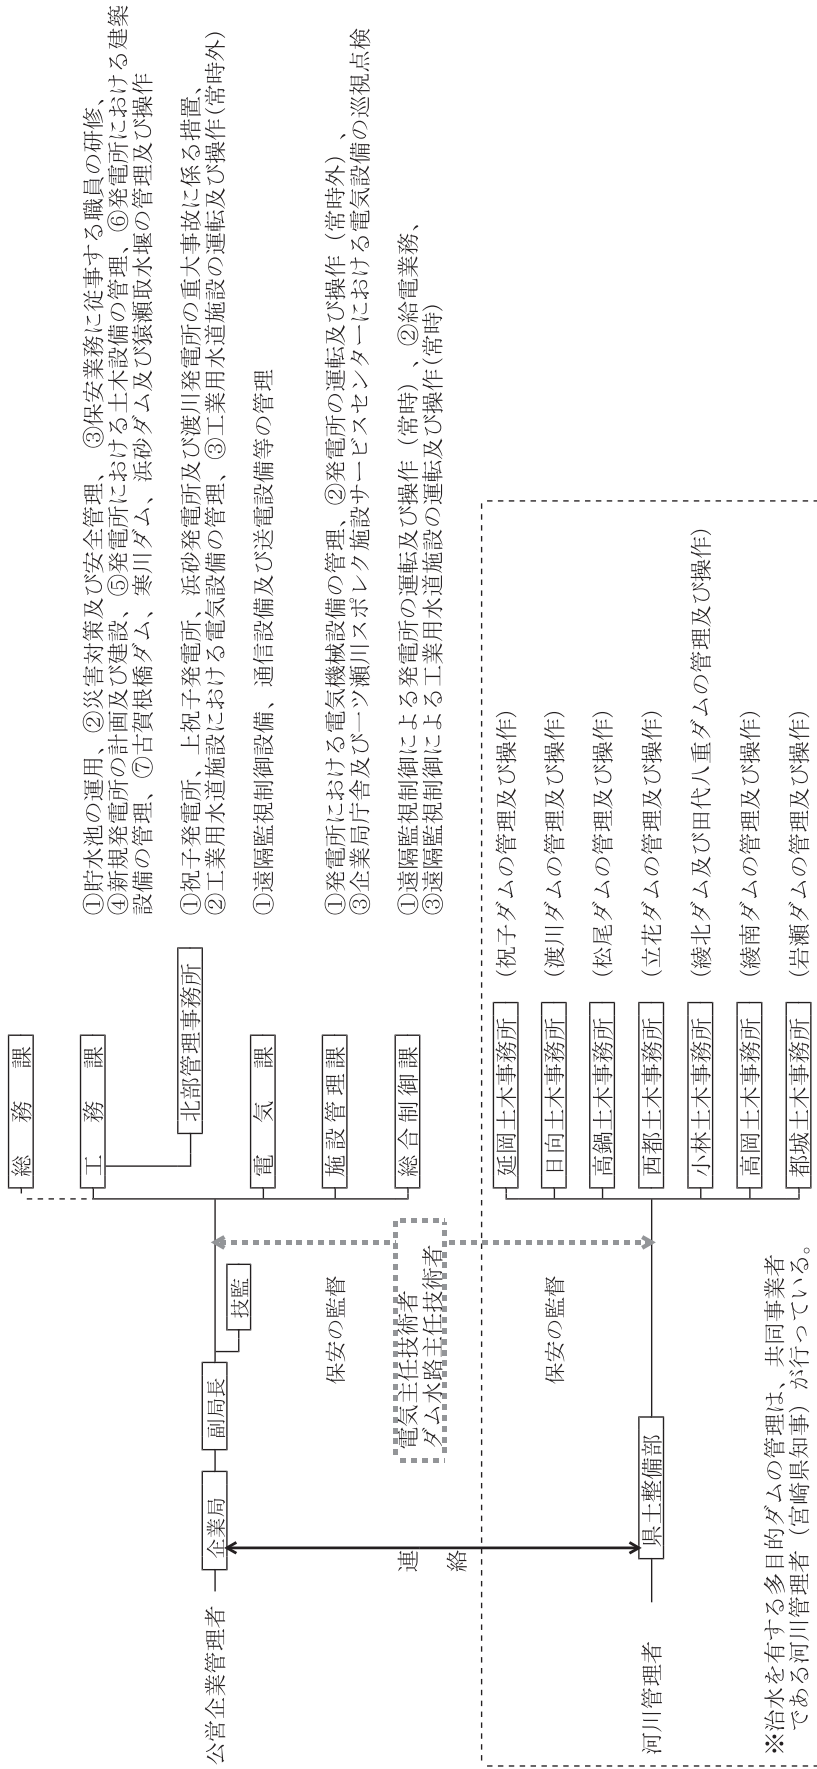 公営企業管理者
企業局
副局長
技監
総務課
工務課
①貯水池の運用、②災害対策及び安全管理、③保安業務に従事する職員の研修、
④新規発電所の計画及び建設、⑤発電所における土木設備の管理、⑥発電所における建築
設備の管理、⑦古賀根橋ダム、寒川ダム、浜砂ダム及び猿瀬取水堰の管理及び操作
北部管理事務所
①祝子発電所、上祝子発電所、浜砂発電所及び渡川発電所の重大事故に係る措置、
②工業用水道施設における電気設備の管理、③工業用水道施設の運転及び操作(常時外)
電気課
①遠隔監視制御設備、通信設備及び送電設備等の管理
施設管理課
①発電所における電気機械設備の管理、②発電所の運転及び操作（常時外）、
③企業局庁舎及び一ツ瀬川スポレク施設サービスセンターにおける電気設備の巡視点検
総合制御課
①遠隔監視制御による発電所の運転及び操作（常時）、②給電業務、
③遠隔監視制御による工業用水道施設の運転及び操作(常時)
保安の監督
電気主任技術者
ダム水路主任技術者
保安の監督
連
絡
河川管理者
県土整備部
延岡土木事務所
(祝子ダムの管理及び操作)
日向土木事務所
(渡川ダムの管理及び操作)
高鍋土木事務所
(松尾ダムの管理及び操作)
西都土木事務所
(立花ダムの管理及び操作)
小林土木事務所
(綾北ダム及び田代八重ダムの管理及び操作)
高岡土木事務所
(綾南ダムの管理及び操作)
都城土木事務所
(岩瀬ダムの管理及び操作)
※治水を有する多目的ダムの管理は、共同事業者
である河川管理者（宮崎県知事）が行っている。